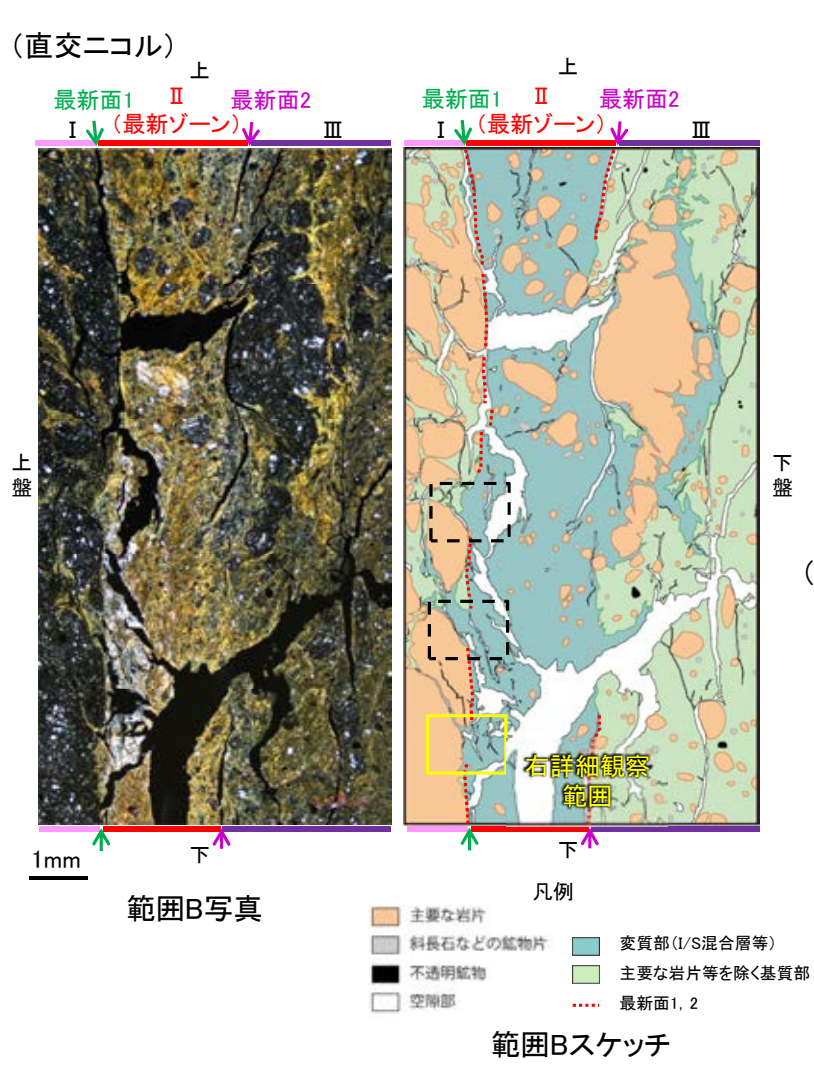 （直交ニコル）
上
最新面1 Ⅱ 最新面2
Ⅰ （最新ゾーン） Ⅲ
上
最新面1 Ⅱ 最新面2
Ⅰ （最新ゾーン） Ⅲ
上盤
下盤
（
右詳細観察
範囲
下
下
1mm
範囲B写真
凡例
主要な岩片
斜長石などの鉱物片
不透明鉱物
空隙部
変質部（I/S混合層等）
主要な岩片等を除く基質部
最新面1，2
範囲Bスケッチ